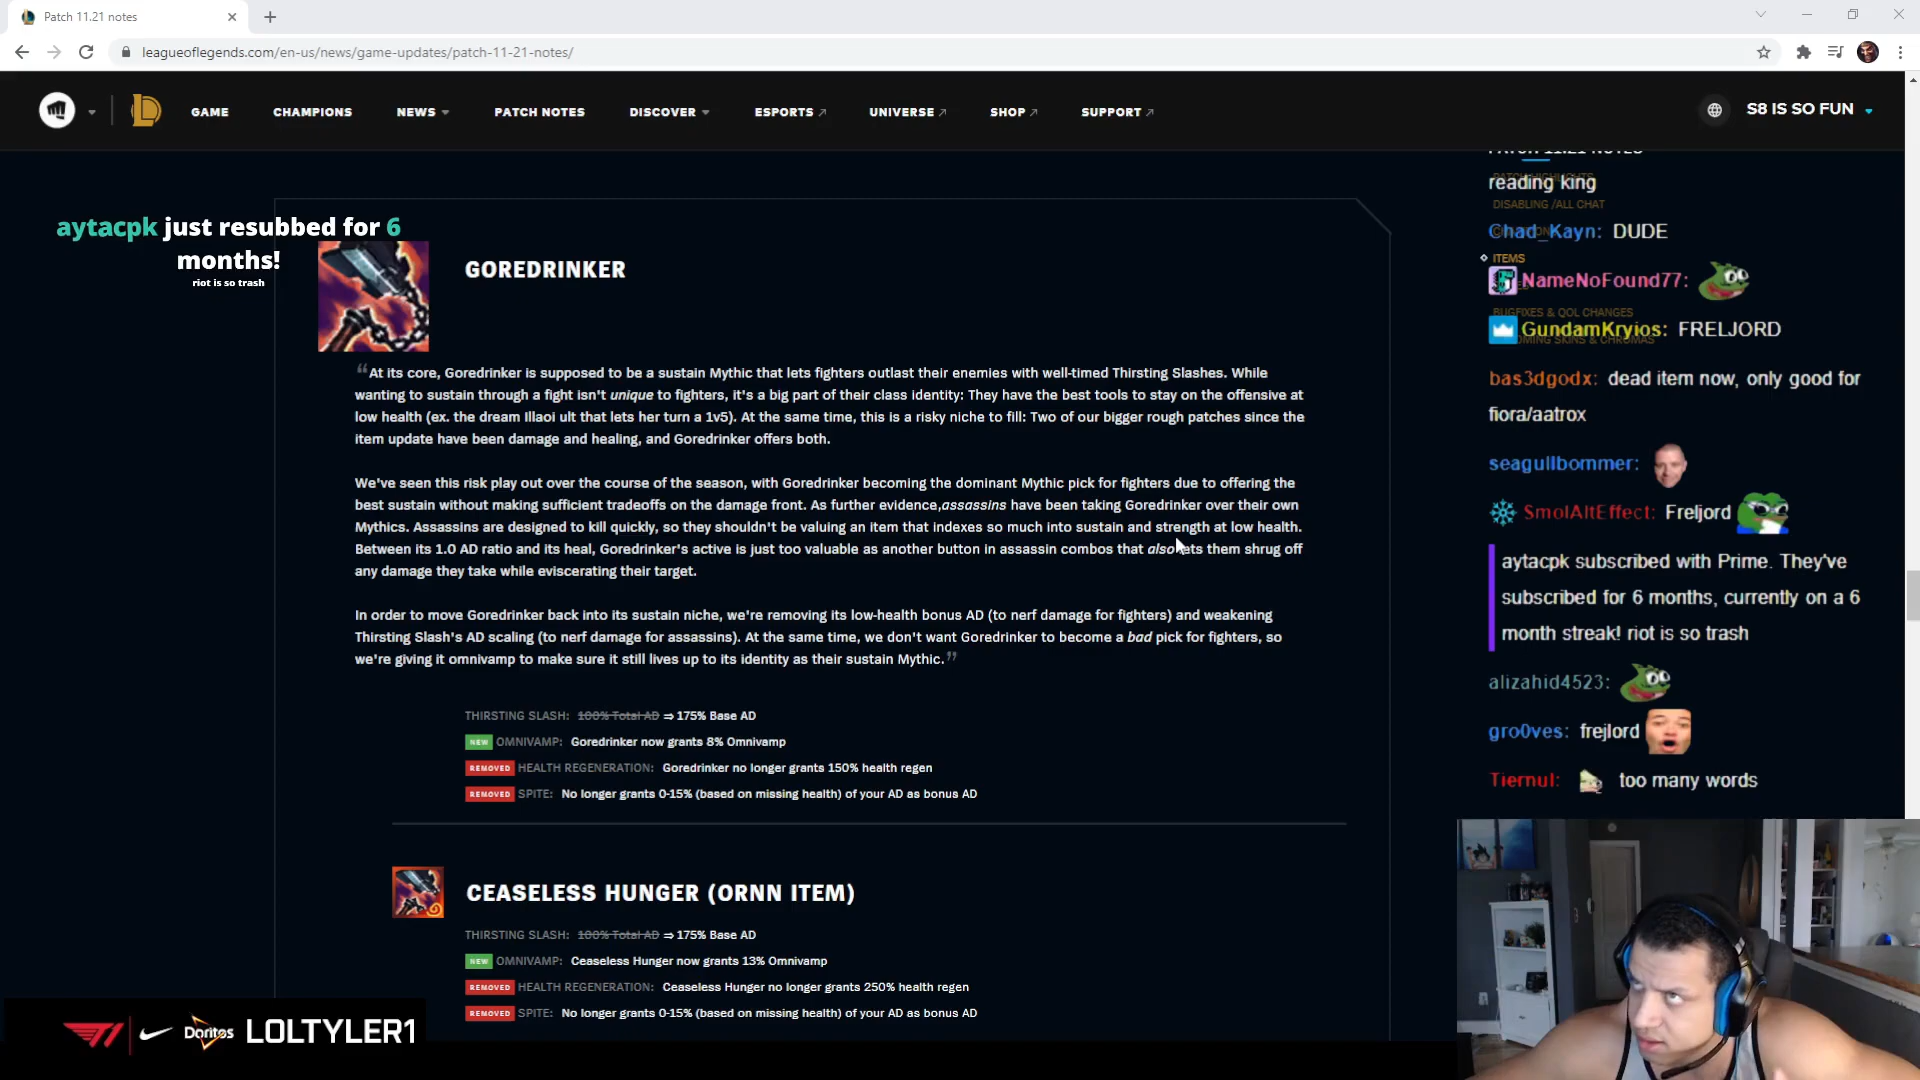 Patch 11.21 notes
leagueoflegends.com/en-us/news/game-updates/patch-11-21-notes/
GAME
CHAMPIONS
NEWS
PATCH NOTES
DISCOVER
ESPORTS
UNIVERSE
SHOP
SUPPORT
S8 IS SO FUN
aytacpk just resubbed for 6
months!
riot is so trash
GOREDRINKER
“At its core, Goredrinker is supposed to be a sustain Mythic that lets fighters outlast their enemies with well-timed Thirsting Slashes. While
wanting to sustain through a fight isn't unique to fighters, it's a big part of their class identity: They have the best tools to stay on the offensive at
low health (ex. the dream Illaoi ult that lets her turn a 1v5). At the same time, this is a risky niche to fill: Two of our bigger rough patches since the
item update have been damage and healing, and Goredrinker offers both.
We've seen this risk play out over the course of the season, with Goredrinker becoming the dominant Mythic pick for fighters due to offering the
best sustain without making sufficient tradeoffs on the damage front. As further evidence,assassins have been taking Goredrinker over their own
Mythics. Assassins are designed to kill quickly, so they shouldn't be valuing an item that indexes so much into sustain and strength at low health.
Between its 1.0 AD ratio and its heal, Goredrinker's active is just too valuable as another button in assassin combos that also lets them shrug off
any damage they take while eviscerating their target.
In order to move Goredrinker back into its sustain niche, we're removing its low-health bonus AD (to nerf damage for fighters) and weakening
Thirsting Slash's AD scaling (to nerf damage for assassins). At the same time, we don't want Goredrinker to become a bad pick for fighters, so
we're giving it omnivamp to make sure it still lives up to its identity as their sustain Mythic.”
THIRSTING SLASH: 100% Total AD ⇒ 175% Base AD
NEW OMNIVAMP: Goredrinker now grants 8% Omnivamp
REMOVED HEALTH REGENERATION: Goredrinker no longer grants 150% health regen
REMOVED SPITE: No longer grants 0-15% (based on missing health) of your AD as bonus AD
CEASELESS HUNGER (ORNN ITEM)
THIRSTING SLASH: 100% Total AD ⇒ 175% Base AD
NEW OMNIVAMP: Ceaseless Hunger now grants 13% Omnivamp
REMOVED HEALTH REGENERATION: Ceaseless Hunger no longer grants 250% health regen
REMOVED SPITE: No longer grants 0-15% (based on missing health) of your AD as bonus AD
PATCH 11.21 NOTES
reading king
DISABLING /ALL CHAT
Chad_Kayn: DUDE
ITEMS
NameNoFound77:
BUGFIXES & QOL CHANGES
GundamKryios: FRELJORD
SKINS & CHROMAS
bas3dgodx: dead item now, only good for
fiora/aatrox
seagullbommer:
SmolAltEffect: Freljord
aytacpk subscribed with Prime. They've
subscribed for 6 months, currently on a 6
month streak! riot is so trash
alizahid4523:
gro0ves: frejlord
Tiernul: too many words
Doritos LOLTYLER1